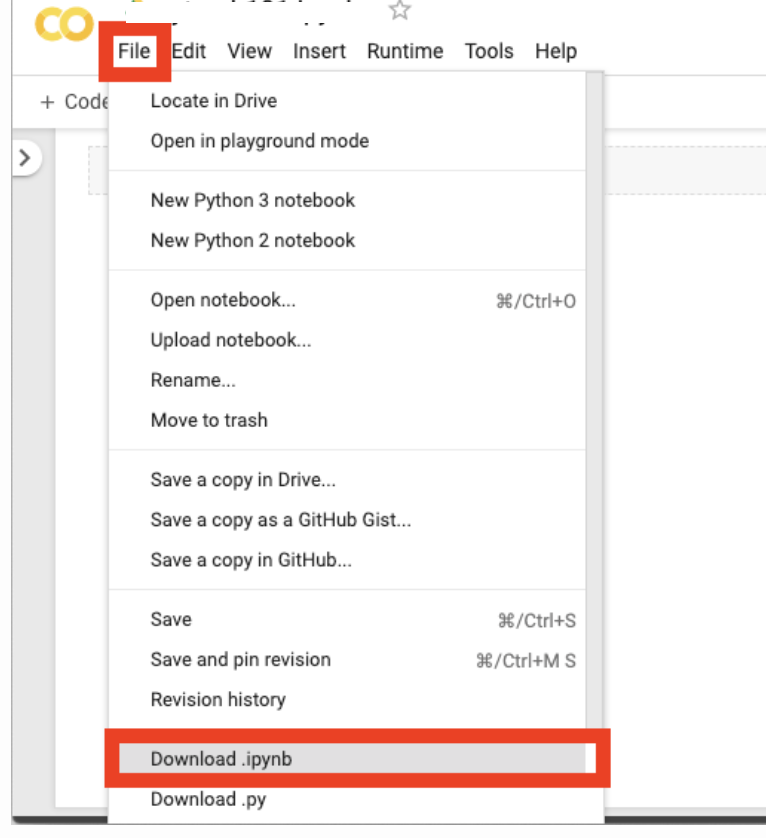 File Edit View Insert Runtime Tools Help
+ Code
Locate in Drive
Open in playground mode
New Python 3 notebook
New Python 2 notebook
Open notebook... ⌘/Ctrl+O
Upload notebook...
Rename...
Move to trash
Save a copy in Drive...
Save a copy as a GitHub Gist...
Save a copy in GitHub...
Save ⌘/Ctrl+S
Save and pin revision ⌘/Ctrl+M S
Revision history
Download .ipynb
Download .py